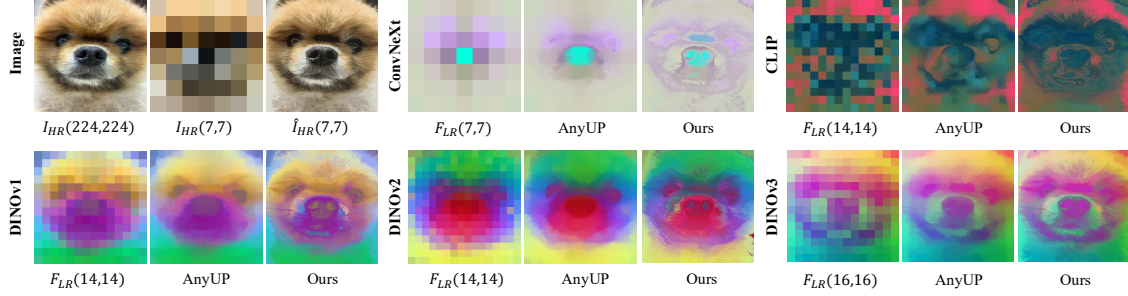 Image
I_HR(224,224)
I_HR(7,7)
Î_HR(7,7)
ConvNeXt
F_LR(7,7)
AnyUP
Ours
CLIP
F_LR(14,14)
AnyUP
Ours
DINOv1
F_LR(14,14)
AnyUP
Ours
DINOv2
F_LR(14,14)
AnyUP
Ours
DINOv3
F_LR(16,16)
AnyUP
Ours